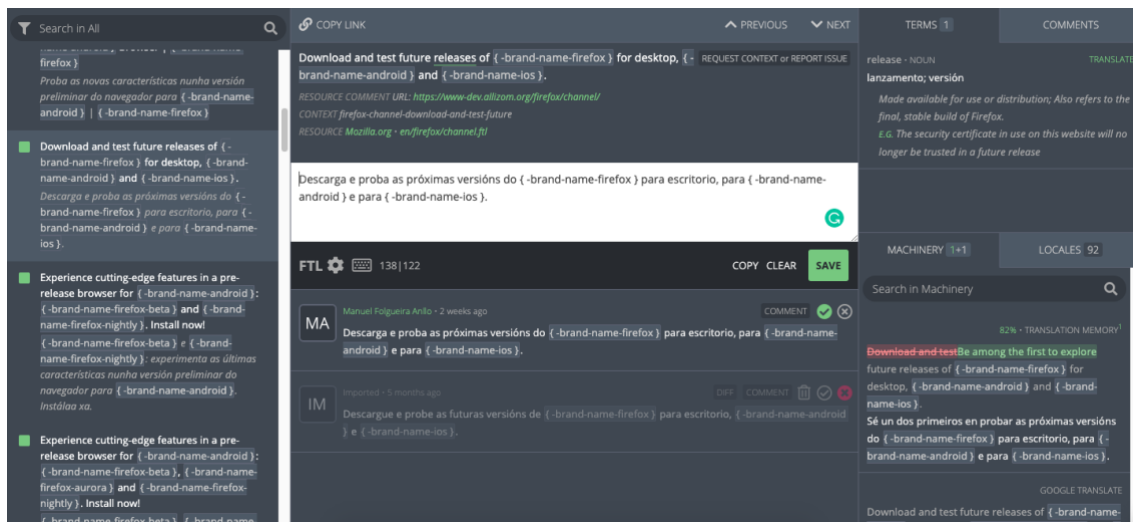 Search in All
name-android } browser | { -brand-name-
firefox }
Proba as novas características nunha versión
preliminar do navegador para { -brand-name-
android } | { -brand-name-firefox }
Download and test future releases of { -
brand-name-firefox } for desktop, { -brand-
name-android } and { -brand-name-ios }.
Descarga e proba as próximas versións do { -
brand-name-firefox } para escritorio, para { -
brand-name-android } e para { -brand-name-
ios }.
Experience cutting-edge features in a pre-
release browser for { -brand-name-android }:
{ -brand-name-firefox-beta } and { -brand-
name-firefox-nightly }. Install now!
{ -brand-name-firefox-beta } e { -brand-
name-firefox-nightly }: experimenta as últimas
características nunha versión preliminar do
navegador para { -brand-name-android }.
Instálaa xa.
Experience cutting-edge features in a pre-
release browser for { -brand-name-android }:
{ -brand-name-firefox-beta }, { -brand-name-
firefox-aurora } and { -brand-name-firefox-
nightly }. Install now!
{ -brand-name-firefox-beta }, { -brand-name-
COPY LINK
PREVIOUS
NEXT
Download and test future releases of { -brand-name-firefox } for desktop, { -
brand-name-android } and { -brand-name-ios }.
REQUEST CONTEXT or REPORT ISSUE
RESOURCE COMMENT URL: https://www-dev.allizom.org/firefox/channel/
CONTEXT firefox-channel-download-and-test-future
RESOURCE Mozilla.org • en/firefox/channel.ftl
Descarga e proba as próximas versións do { -brand-name-firefox } para escritorio, para { -brand-name-
android } e para { -brand-name-ios }.
FTL
138|122
COPY CLEAR
SAVE
MA
Manuel Folgueira Anllo • 2 weeks ago
COMMENT
Descarga e proba as próximas versións do { -brand-name-firefox } para escritorio, para { -brand-name-
android } e para { -brand-name-ios }.
IM
imported • 5 months ago
DIFF COMMENT
Descargue e probe as futuras versións de { -brand-name-firefox } para escritorio, { -brand-name-android
} e { -brand-name-ios }.
TERMS 1
COMMENTS
release • NOUN
TRANSLATE
lanzamento; versión
Made available for use or distribution; Also refers to the
final, stable build of Firefox.
E.G. The security certificate in use on this website will no
longer be trusted in a future release
MACHINERY 1+1
LOCALES 92
Search in Machinery
82% • TRANSLATION MEMORY1
Download and testBe among the first to explore
future releases of { -brand-name-firefox } for
desktop, { -brand-name-android } and { -brand-
name-ios }.
Sé un dos primeiros en probar as próximas versións
do { -brand-name-firefox } para escritorio, para { -
brand-name-android } e para { -brand-name-ios }.
GOOGLE TRANSLATE
Download and test future releases of { -brand-